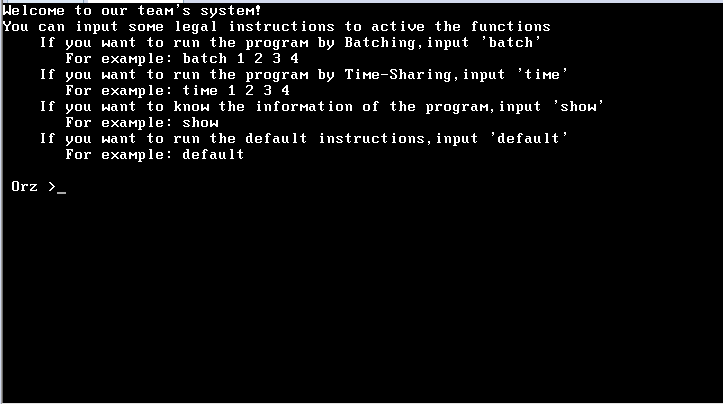 Welcome to our team's system!
You can input some legal instructions to active the functions
If you want to run the program by Batching,input 'batch'
For example: batch 1 2 3 4
If you want to run the program by Time-Sharing,input 'time'
For example: time 1 2 3 4
If you want to know the information of the program,input 'show'
For example: show
If you want to run the default instructions,input 'default'
For example: default
Orz >_